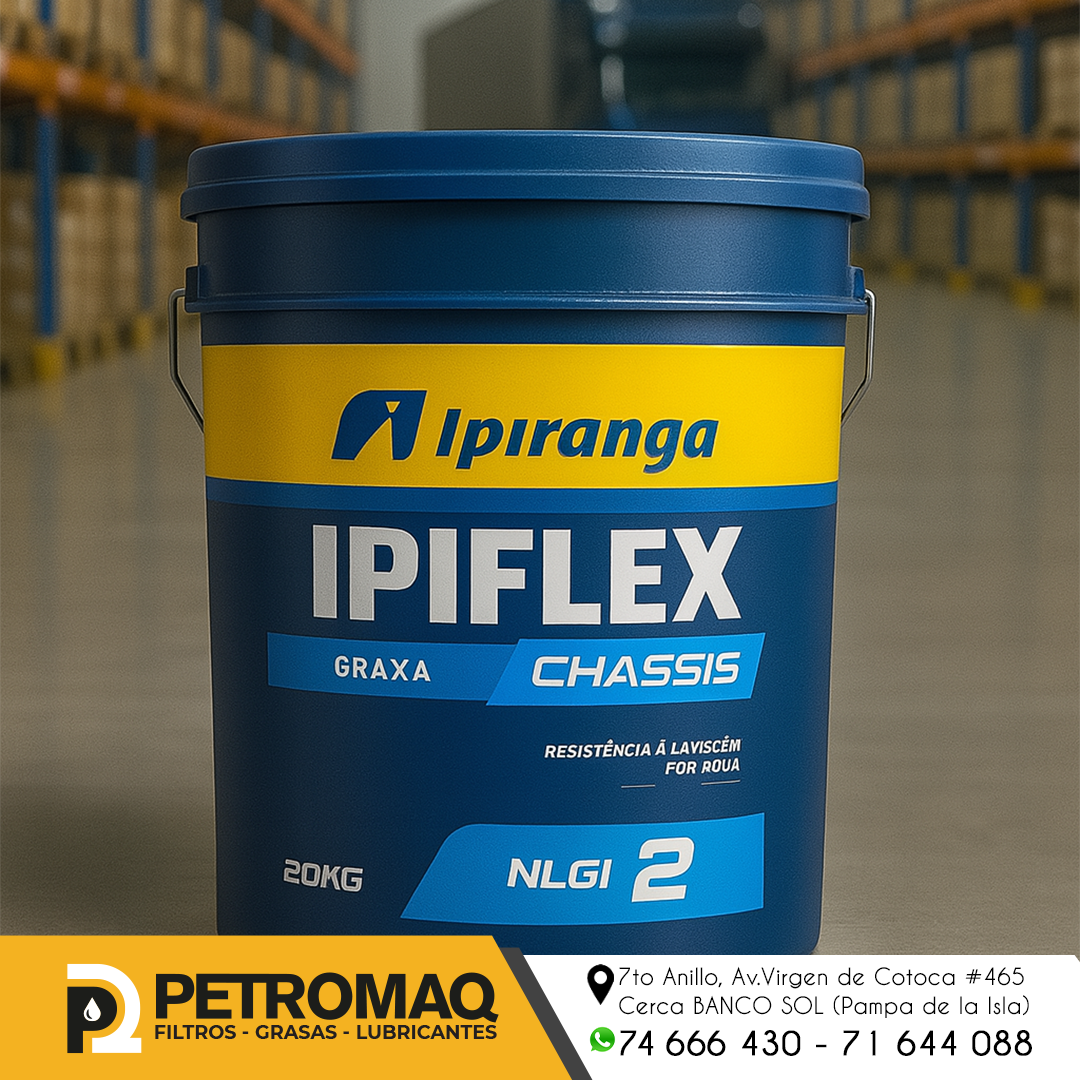 Ipiranga
IPIFLEX
GRAXA
CHASSIS
RESISTÊNCIA Ã LAVISCÉM
FOR ROUA
20KG
NLGI 2
PETROMAQ
FILTROS - GRASAS - LUBRICANTES
7to Anillo, Av.Virgen de Cotoca #465
Cerca BANCO SOL (Pampa de la Isla)
74 666 430 - 71 644 088